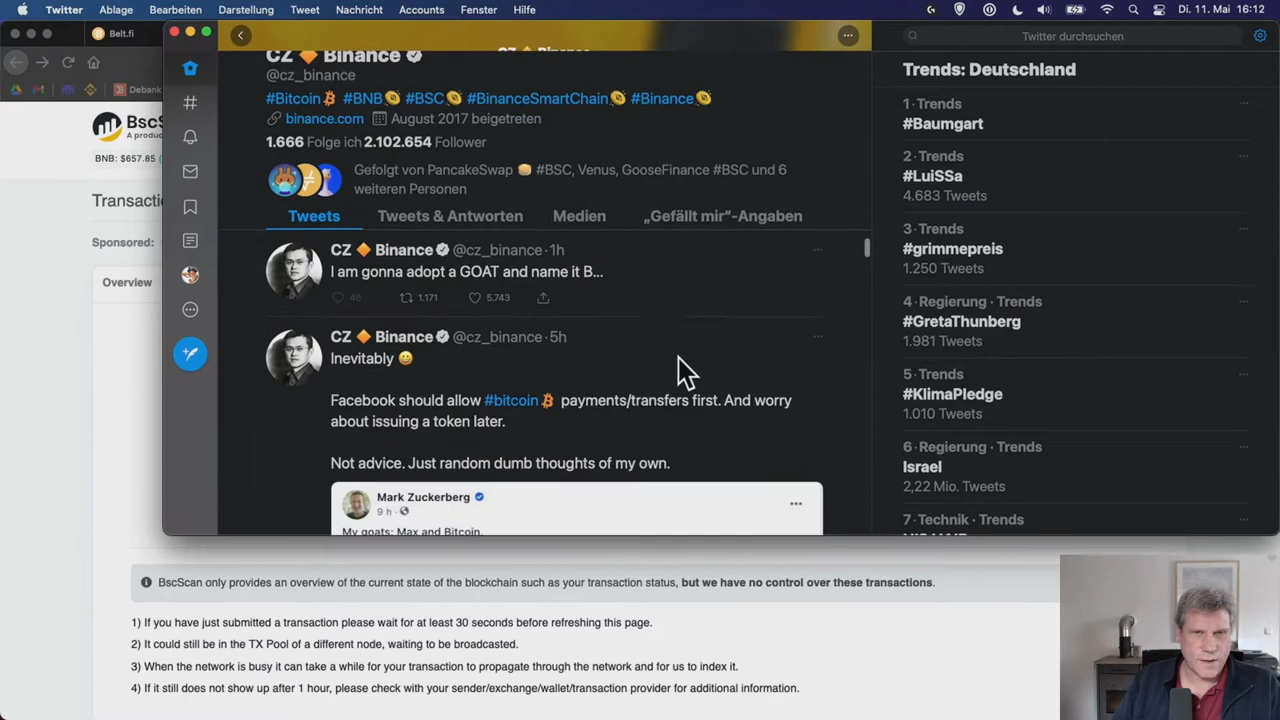 Twitter Ablage Bearbeiten Darstellung Tweet Nachricht Accounts Fenster Hilfe Di. 11. Mai 16:12
Belt.fi
Debank
BscS
A produc
BNB: $657.85
Transacti
Sponsored:
Overview
CZ 🔶 Binance
CZ 🔶 Binance
@cz_binance
#Bitcoin #BNB #BSC #BinanceSmartChain #Binance
binance.com August 2017 beigetreten
1.666 Folge ich 2.102.654 Follower
Gefolgt von PancakeSwap 🥞 #BSC, Venus, GooseFinance #BSC und 6
weiteren Personen
Tweets Tweets & Antworten Medien „Gefällt mir“-Angaben
CZ 🔶 Binance @cz_binance · 1h
I am gonna adopt a GOAT and name it B...
46 1.171 5.743
CZ 🔶 Binance @cz_binance · 5h
Inevitably 😀
Facebook should allow #bitcoin payments/transfers first. And worry
about issuing a token later.
Not advice. Just random dumb thoughts of my own.
Mark Zuckerberg
9 h ·
My goats: Max and Bitcoin.
Twitter durchsuchen
Trends: Deutschland
1 · Trends
#Baumgart
2 · Trends
#LuiSSa
4.683 Tweets
3 · Trends
#grimmepreis
1.250 Tweets
4 · Regierung · Trends
#GretaThunberg
1.981 Tweets
5 · Trends
#KlimaPledge
1.010 Tweets
6 · Regierung · Trends
Israel
2,22 Mio. Tweets
7 · Technik · Trends
BscScan only provides an overview of the current state of the blockchain such as your transaction status, but we have no control over these transactions.
1) If you have just submitted a transaction please wait for at least 30 seconds before refreshing this page.
2) It could still be in the TX Pool of a different node, waiting to be broadcasted.
3) When the network is busy it can take a while for your transaction to propagate through the network and for us to index it.
4) If it still does not show up after 1 hour, please check with your sender/exchange/wallet/transaction provider for additional information.